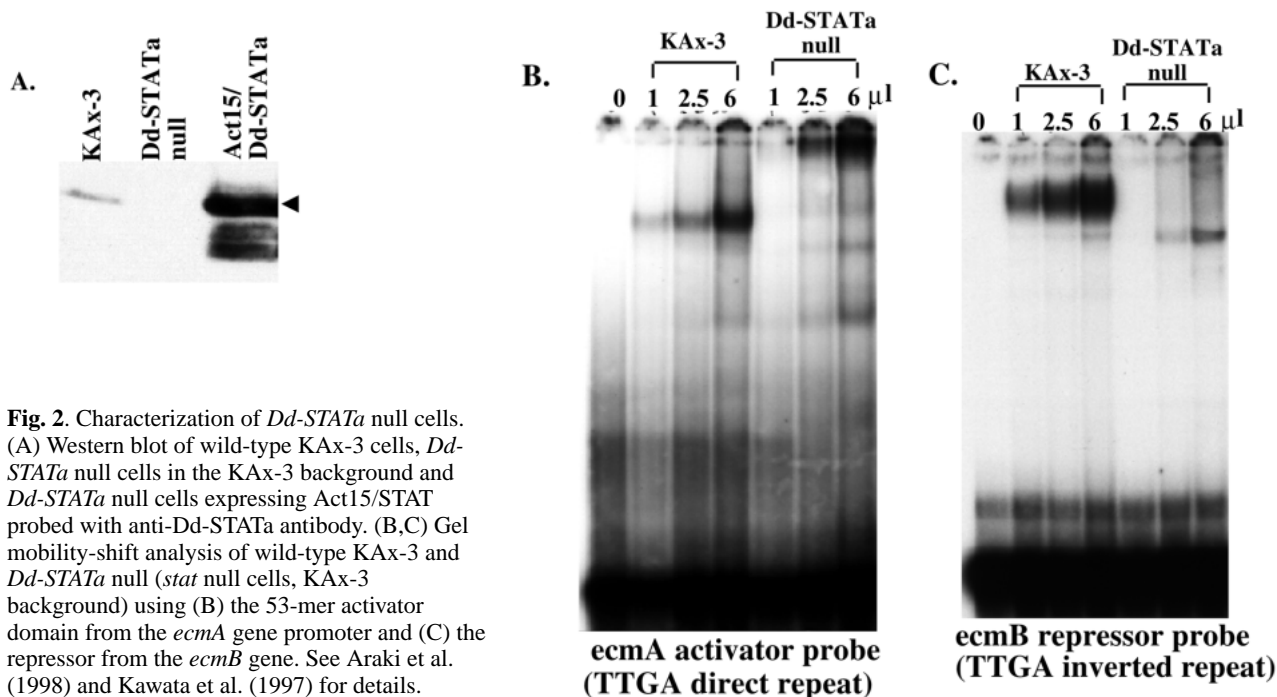 A.
KAx-3
Dd-STATa
null
Act15/
Dd-STATa
B.
KAx-3
Dd-STATa
null
0 1 2.5 6 1 2.5 6 µl
ecmA activator probe
(TTGA direct repeat)
C.
KAx-3
Dd-STATa
null
0 1 2.5 6 1 2.5 6 µl
ecmB repressor probe
(TTGA inverted repeat)
Fig. 2. Characterization of Dd-STATa null cells.
(A) Western blot of wild-type KAx-3 cells, Dd-
STATa null cells in the KAx-3 background and
Dd-STATa null cells expressing Act15/STAT
probed with anti-Dd-STATa antibody. (B,C) Gel
mobility-shift analysis of wild-type KAx-3 and
Dd-STATa null (stat null cells, KAx-3
background) using (B) the 53-mer activator
domain from the ecmA gene promoter and (C) the
repressor from the ecmB gene. See Araki et al.
(1998) and Kawata et al. (1997) for details.